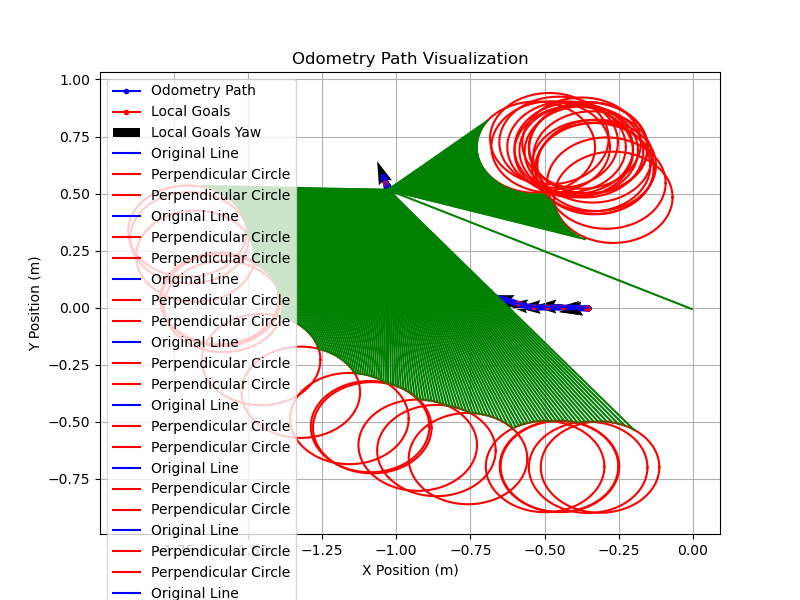 Odometry Path Visualization
1.00
0.75
0.50
0.25
0.00
−0.25
−0.50
−0.75
Y Position (m)
Odometry Path
Local Goals
Local Goals Yaw
Original Line
Perpendicular Circle
Perpendicular Circle
Original Line
Perpendicular Circle
Perpendicular Circle
Original Line
Perpendicular Circle
Perpendicular Circle
Original Line
Perpendicular Circle
Perpendicular Circle
Original Line
Perpendicular Circle
Perpendicular Circle
Original Line
Perpendicular Circle
Perpendicular Circle
Original Line
Perpendicular Circle
Perpendicular Circle
Original Line
−1.25 −1.00 −0.75 −0.50 −0.25 0.00
X Position (m)